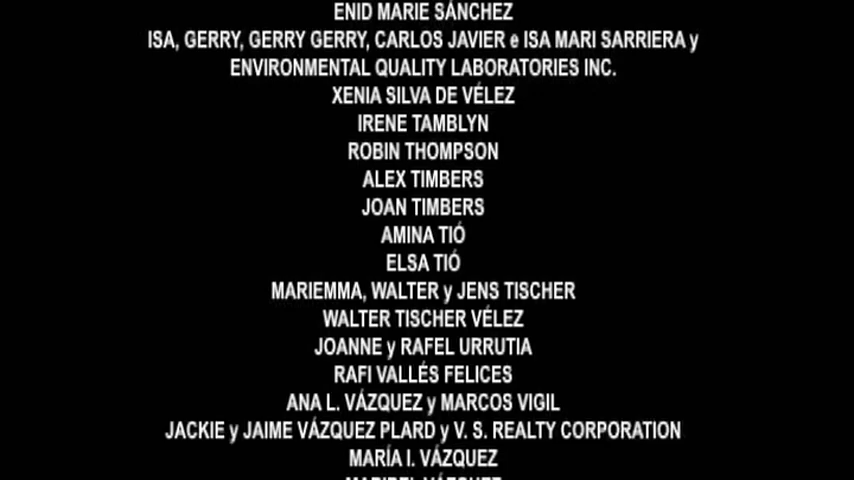 ENID MARIE SÁNCHEZ
ISA, GERRY, GERRY GERRY, CARLOS JAVIER e ISA MARI SARRIERA y
ENVIRONMENTAL QUALITY LABORATORIES INC.
XENIA SILVA DE VÉLEZ
IRENE TAMBLYN
ROBIN THOMPSON
ALEX TIMBERS
JOAN TIMBERS
AMINA TIÓ
ELSA TIÓ
MARIEMMA, WALTER y JENS TISCHER
WALTER TISCHER VÉLEZ
JOANNE y RAFEL URRUTIA
RAFI VALLÉS FELICES
ANA L. VÁZQUEZ y MARCOS VIGIL
JACKIE y JAIME VÁZQUEZ PLARD y V. S. REALTY CORPORATION
MARÍA I. VÁZQUEZ
MARIBEL VÁZQUEZ